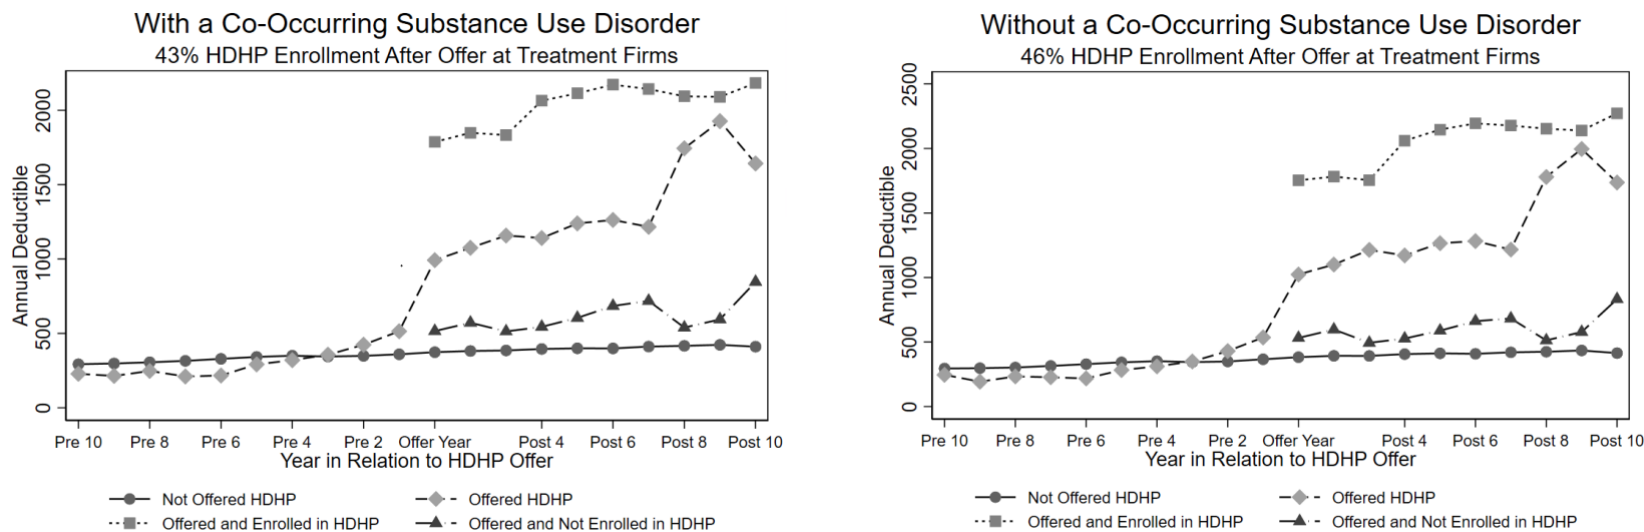 With a Co-Occurring Substance Use Disorder
43% HDHP Enrollment After Offer at Treatment Firms
Annual Deductible
2000
1500
1000
500
0
Pre 10 Pre 8 Pre 6 Pre 4 Pre 2 Offer Year Post 4 Post 6 Post 8 Post 10
Year in Relation to HDHP Offer
Not Offered HDHP Offered HDHP
Offered and Enrolled in HDHP Offered and Not Enrolled in HDHP
Without a Co-Occurring Substance Use Disorder
46% HDHP Enrollment After Offer at Treatment Firms
Annual Deductible
2500
2000
1500
1000
500
0
Pre 10 Pre 8 Pre 6 Pre 4 Pre 2 Offer Year Post 4 Post 6 Post 8 Post 10
Year in Relation to HDHP Offer
Not Offered HDHP Offered HDHP
Offered and Enrolled in HDHP Offered and Not Enrolled in HDHP